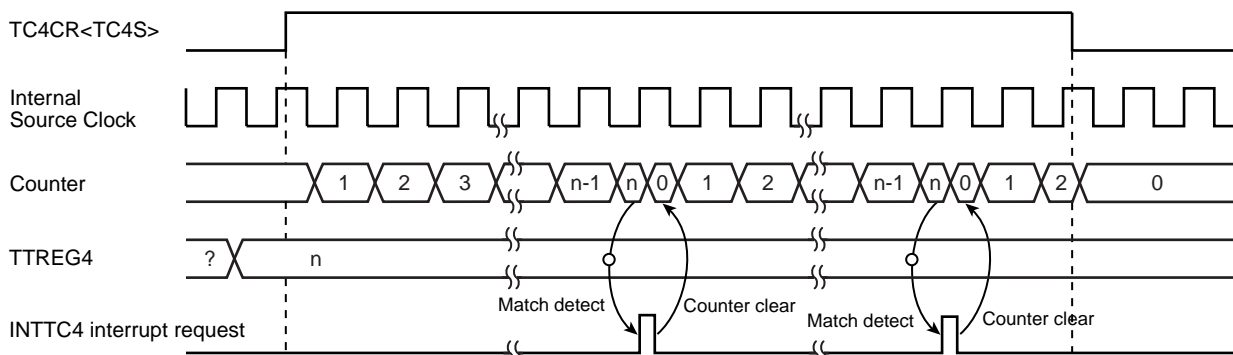 TC4CR<TC4S>
Internal
Source Clock
Counter
1 2 3 n-1 n 0 1 2 n-1 n 0 1 2 0
TTREG4
? n
Match detect Counter clear Match detect Counter clear
INTTC4 interrupt request